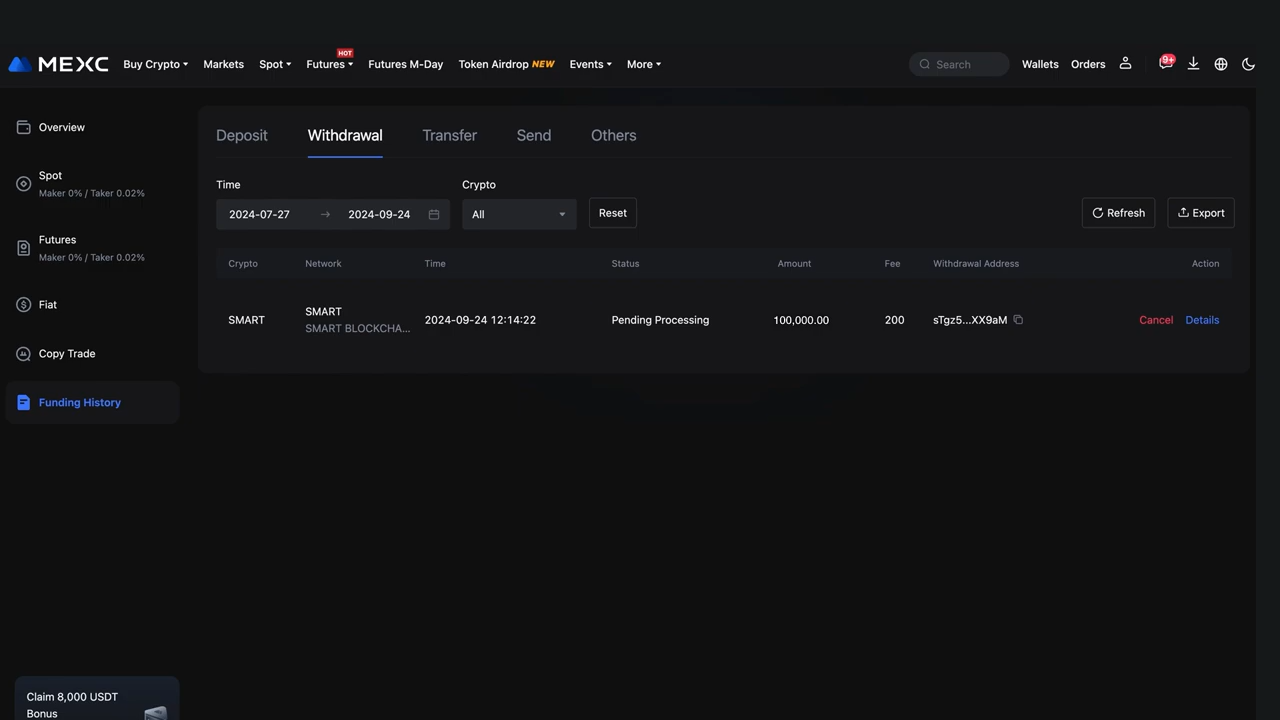 MEXC Buy Crypto Markets Spot Futures HOT Futures M-Day Token Airdrop NEW Events More Search Wallets Orders 9+
Overview
Spot
Maker 0% / Taker 0.02%
Futures
Maker 0% / Taker 0.02%
Fiat
Copy Trade
Funding History
Claim 8,000 USDT
Bonus
Deposit Withdrawal Transfer Send Others
Time Crypto
2024-07-27 → 2024-09-24 All Reset Refresh Export
Crypto Network Time Status Amount Fee Withdrawal Address Action
SMART SMART 2024-09-24 12:14:22 Pending Processing 100,000.00 200 sTgz5...XX9aM Cancel Details
SMART BLOCKCHA...